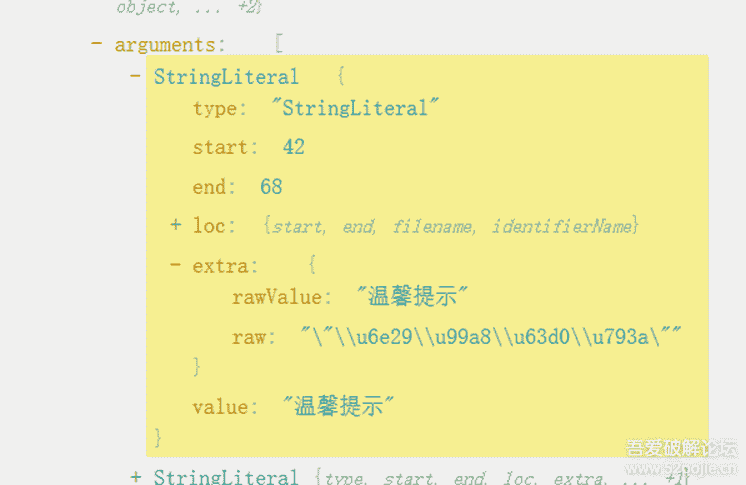 object, ... +2}
- arguments: [
- StringLiteral {
type: "StringLiteral"
start: 42
end: 68
+ loc: {start, end, filename, identifierName}
- extra: {
rawValue: "温馨提示"
raw: "\"\\u6e29\\u99a8\\u63d0\\u793a\""
}
value: "温馨提示"
}
+ StringLiteral {type, start, end, loc, extra, ... +1}
吾爱破解论坛
www.52pojie.cn